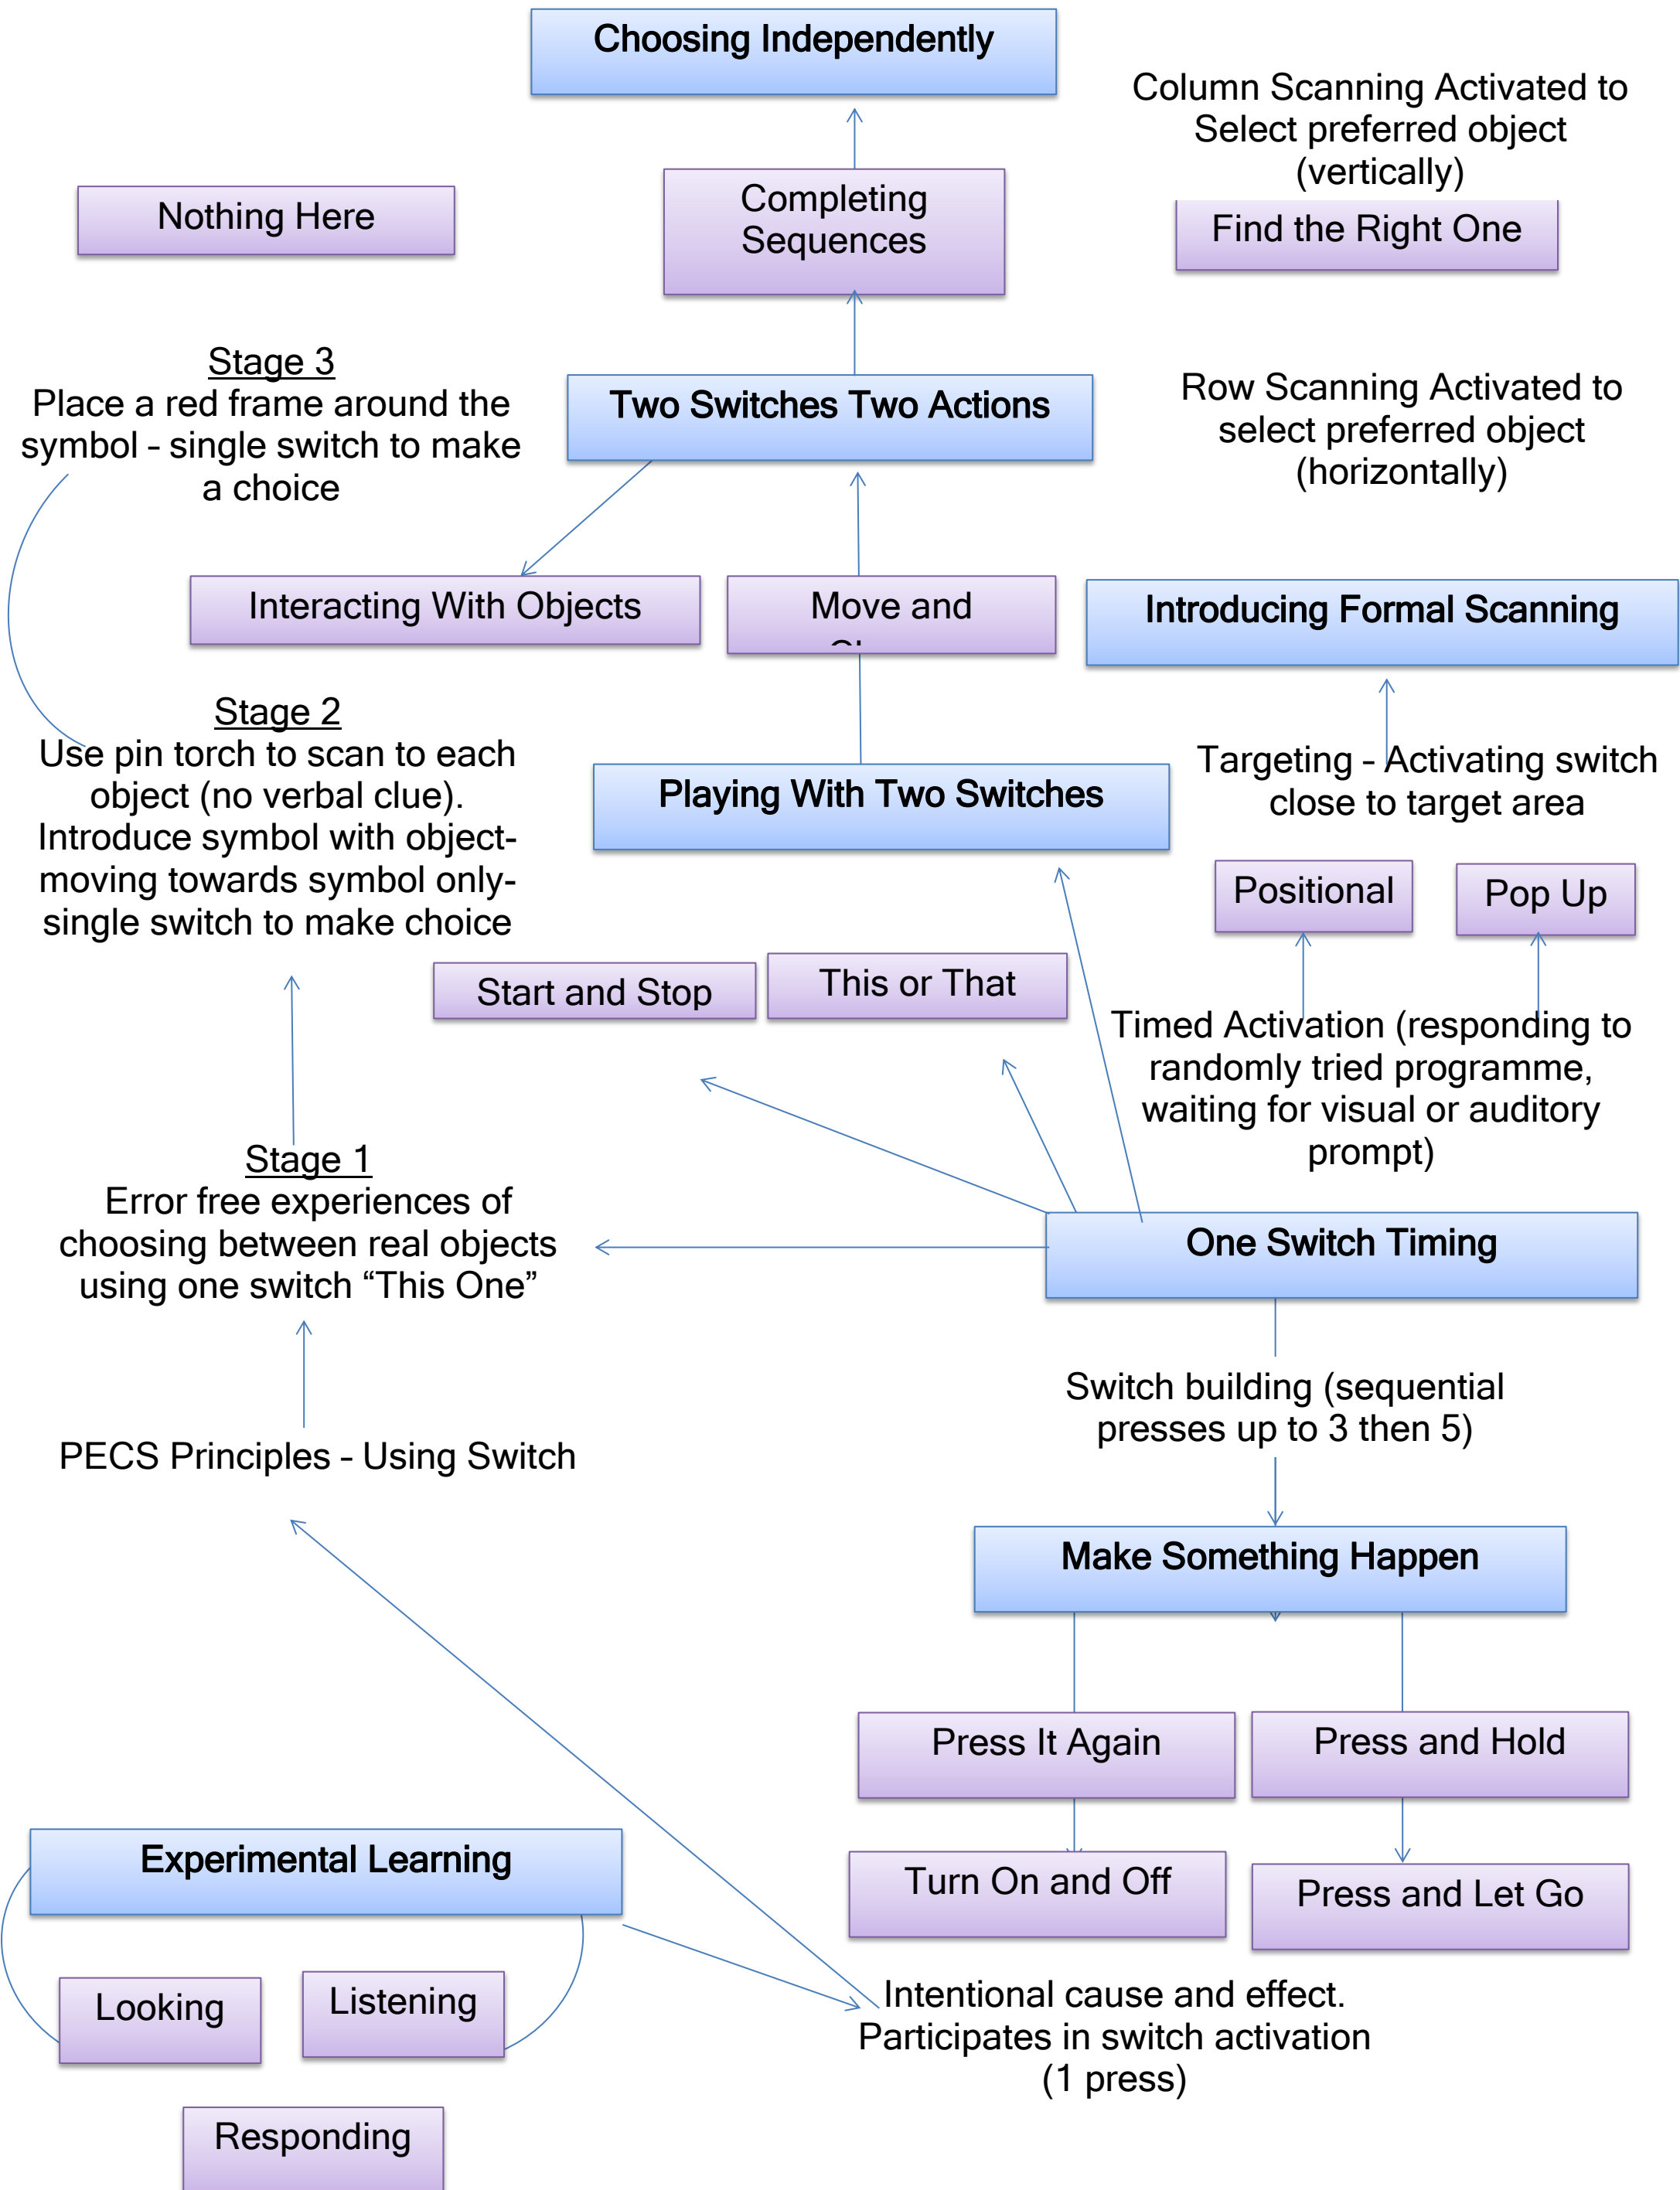 Choosing Independently
Column Scanning Activated to
Select preferred object
(vertically)
Nothing Here
Completing
Sequences
Find the Right One
Stage 3
Place a red frame around the
symbol – single switch to make
a choice
Two Switches Two Actions
Row Scanning Activated to
select preferred object
(horizontally)
Interacting With Objects
Move and
Introducing Formal Scanning
Stage 2
Use pin torch to scan to each
object (no verbal clue).
Introduce symbol with object-
moving towards symbol only-
single switch to make choice
Playing With Two Switches
Targeting – Activating switch
close to target area
Positional
Pop Up
Start and Stop
This or That
Timed Activation (responding to
randomly tried programme,
waiting for visual or auditory
prompt)
Stage 1
Error free experiences of
choosing between real objects
using one switch “This One”
One Switch Timing
Switch building (sequential
presses up to 3 then 5)
PECS Principles – Using Switch
Make Something Happen
Press It Again
Press and Hold
Experimental Learning
Turn On and Off
Press and Let Go
Looking
Listening
Intentional cause and effect.
Participates in switch activation
(1 press)
Responding